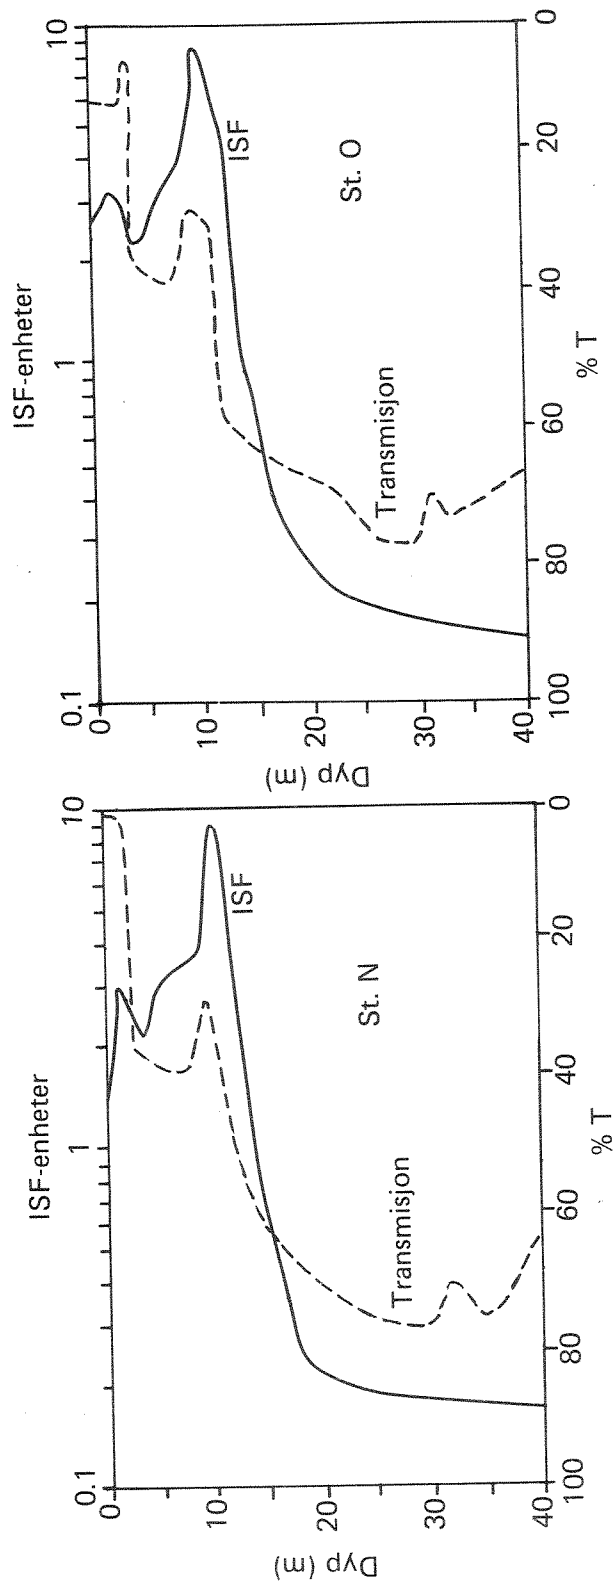 ISF-enheter
0.1 1 10
0
10
20
30
40
Dyp (m)
ISF
St. N
Transmisjon
100 80 60 40 20 0
% T
ISF-enheter
0.1 1 10
0
10
20
30
40
Dyp (m)
ISF
St. O
Transmisjon
100 80 60 40 20 0
% T